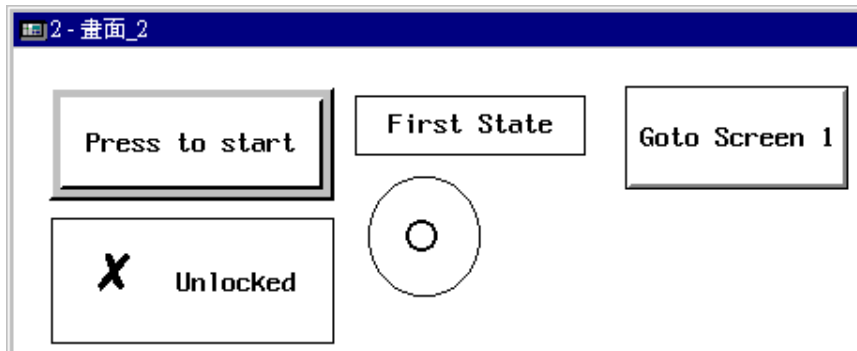 2 - 畫面_2
Press to start
First State
Goto Screen 1
X Unlocked